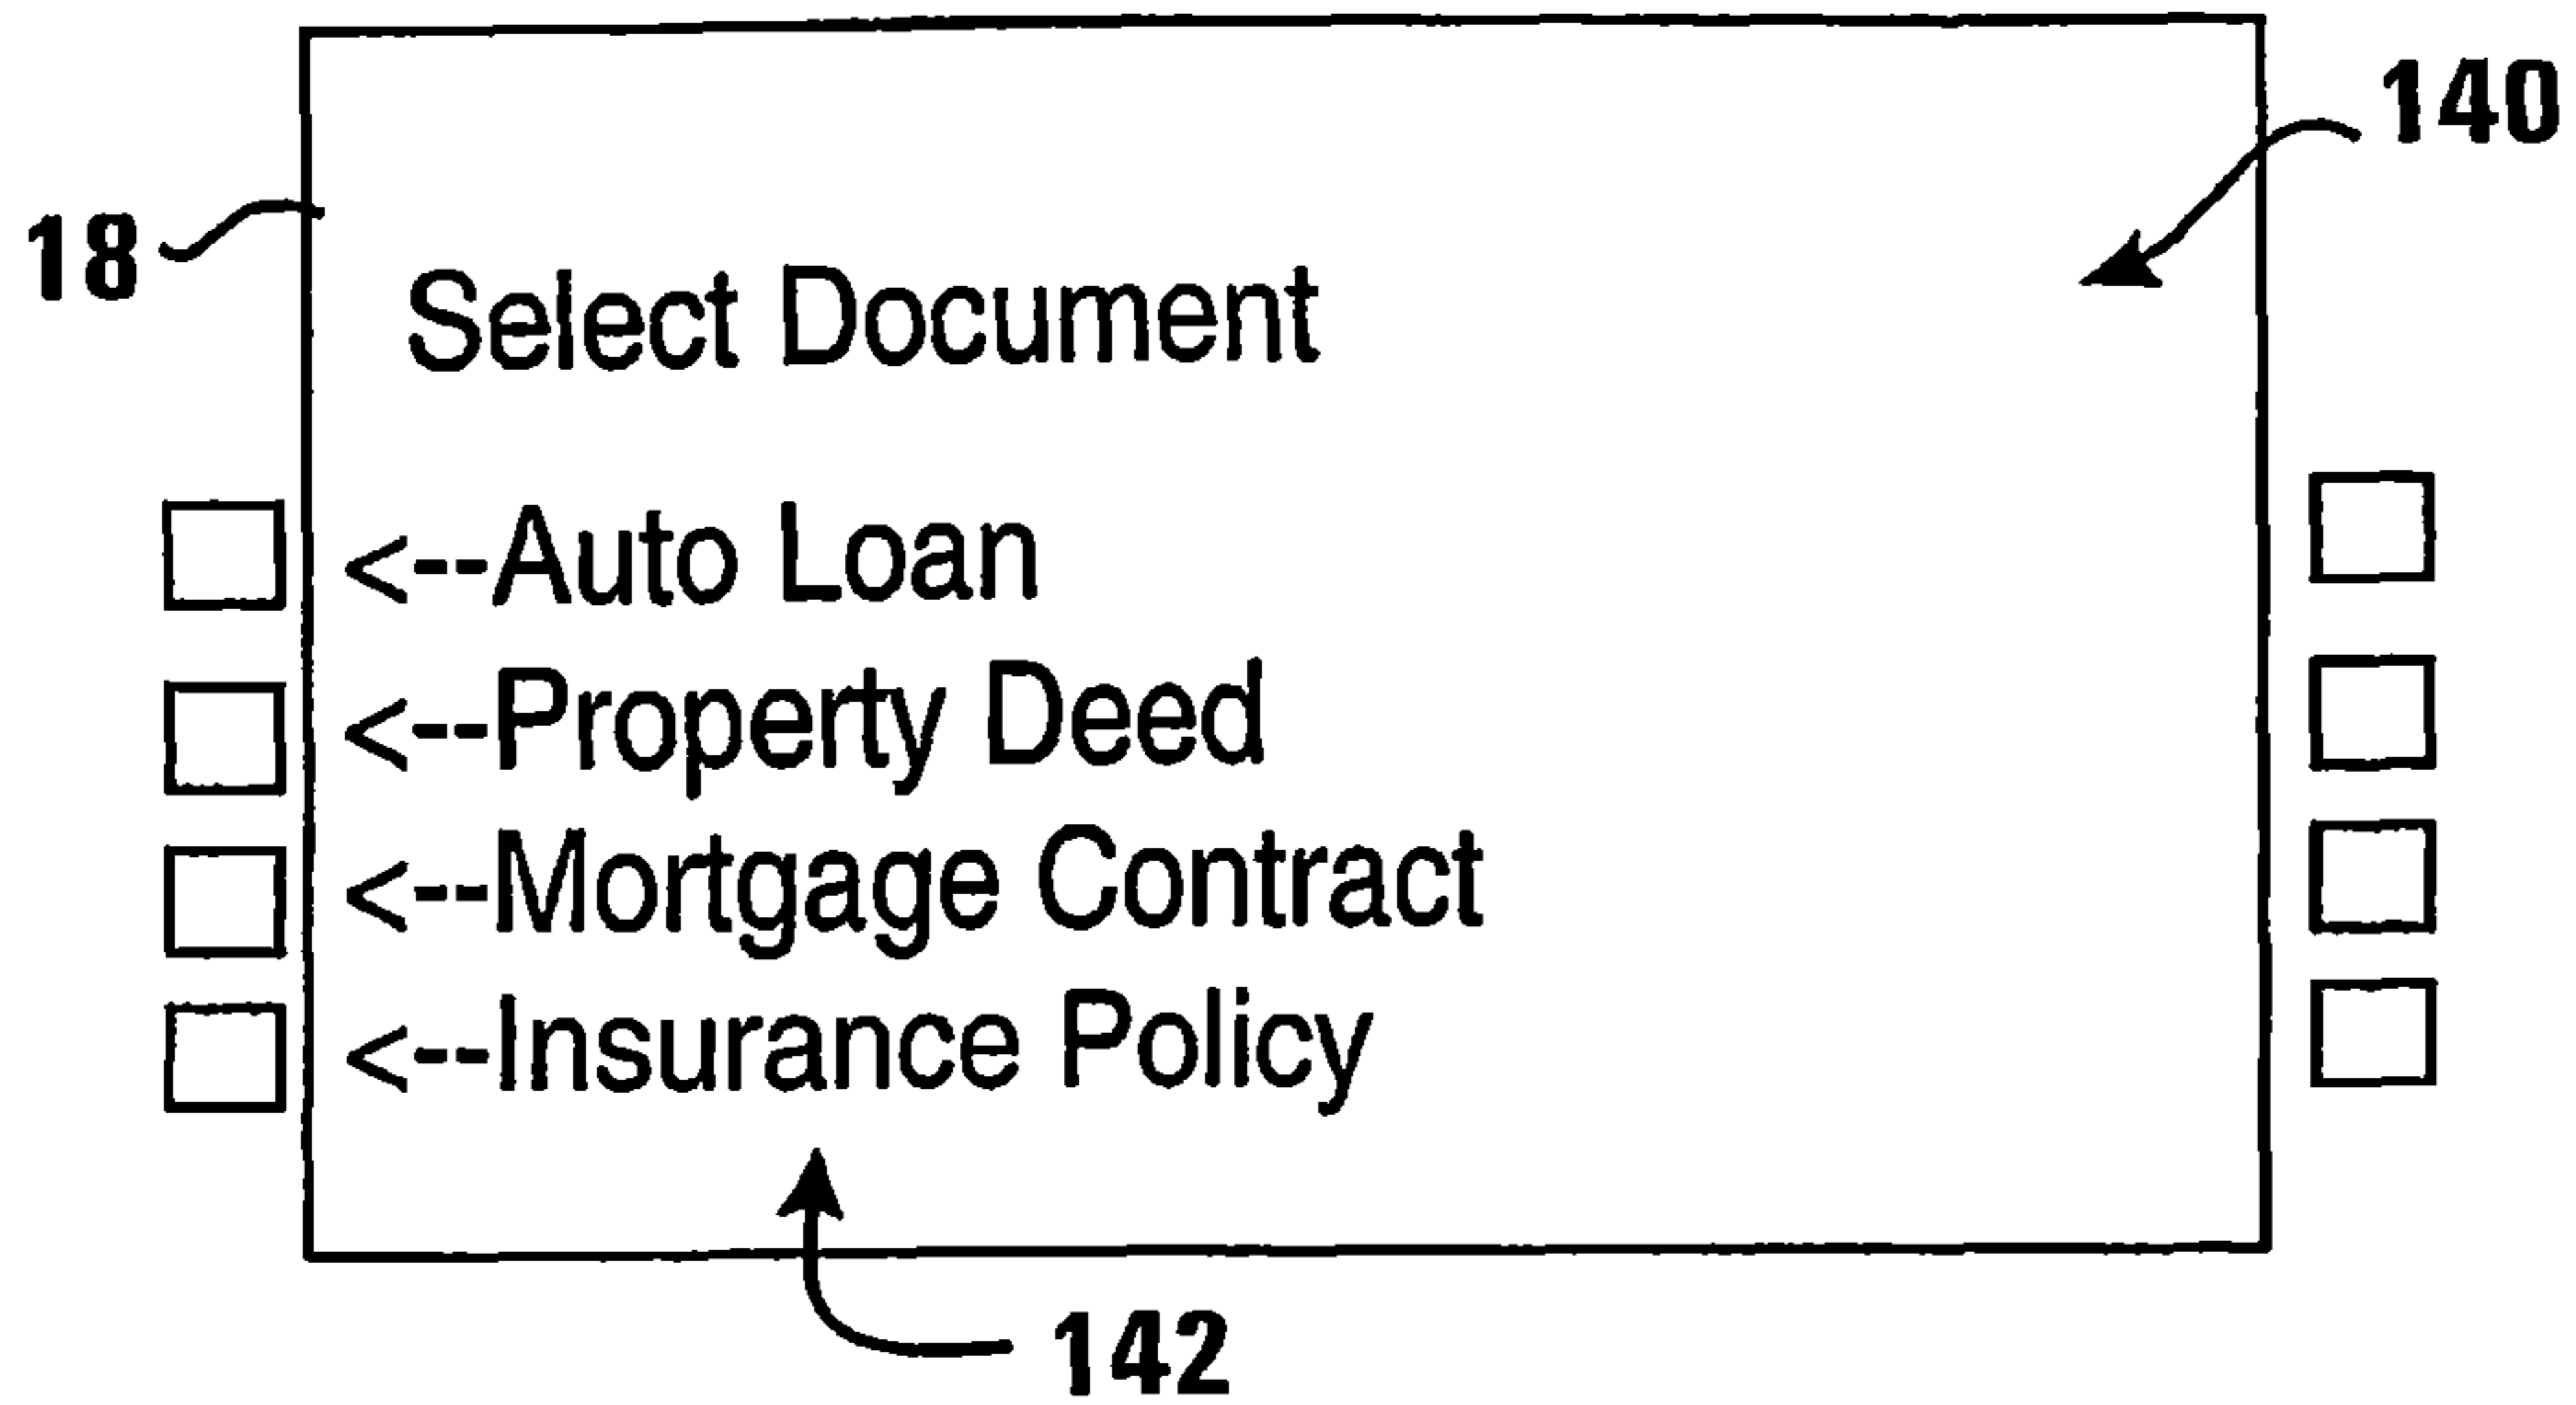 140
18
Select Document
<--Auto Loan
<--Property Deed
<--Mortgage Contract
<--Insurance Policy
142